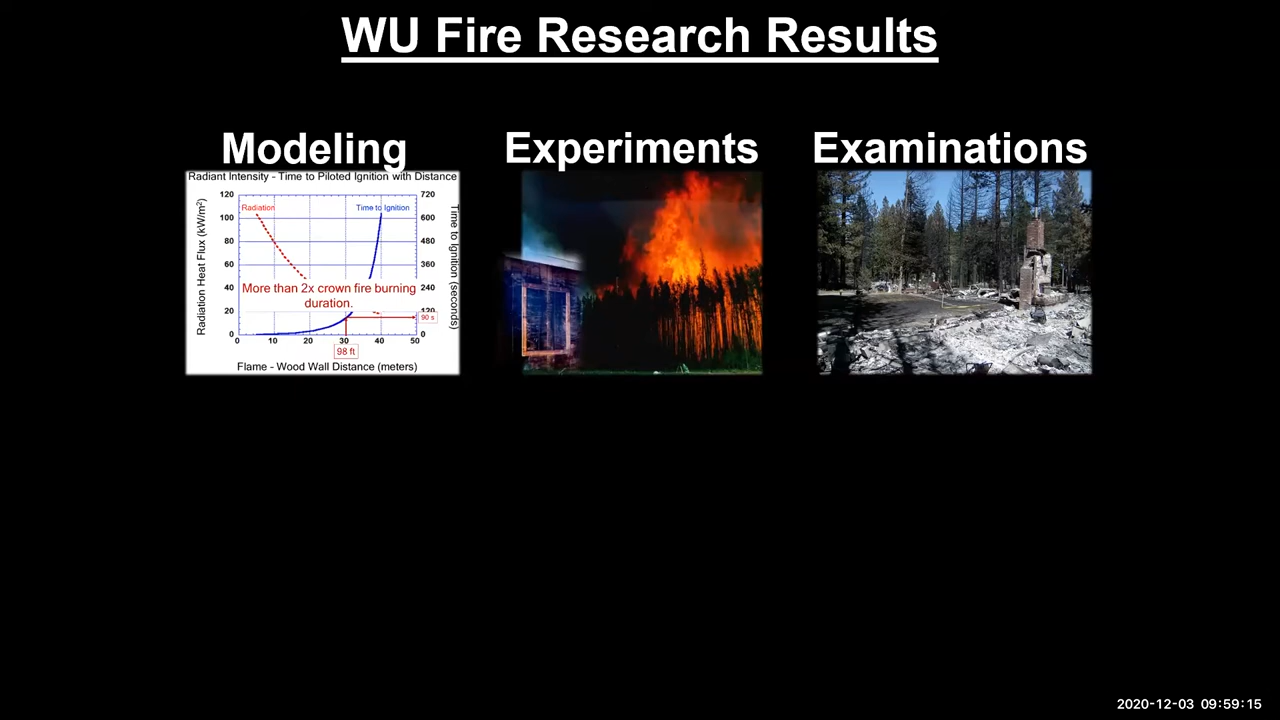 WU Fire Research Results
Modeling
Experiments
Examinations
Radiant Intensity - Time to Piloted Ignition with Distance
Radiation Heat Flux (kW/m²)
120
100
80
60
40
20
0
Radiation
Time to Ignition
More than 2x crown fire burning
duration.
720
600
480
360
240
120
0
90 s
Time to Ignition (seconds)
0 10 20 30 40 50
98 ft
Flame - Wood Wall Distance (meters)
2020-12-03 09:59:15